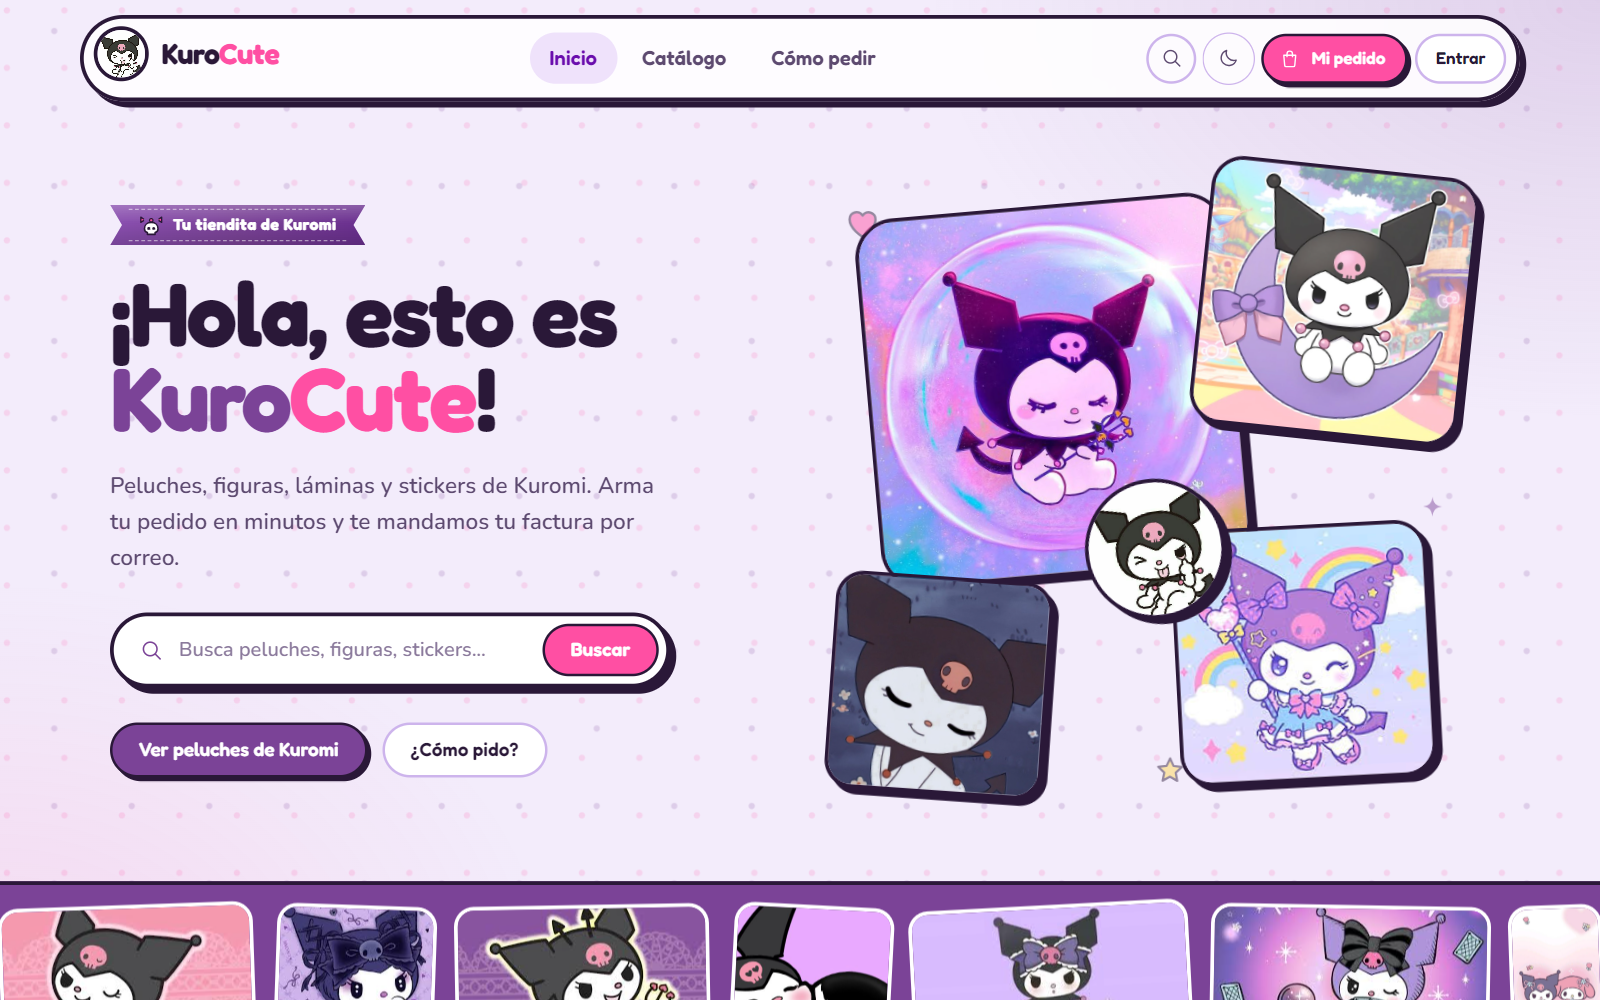 KuroCute
Inicio
Catálogo
Cómo pedir
Mi pedido
Entrar
Tu tiendita de Kuromi
¡Hola, esto es
KuroCute!
Peluches, figuras, láminas y stickers de Kuromi. Arma
tu pedido en minutos y te mandamos tu factura por
correo.
Busca peluches, figuras, stickers...
Buscar
Ver peluches de Kuromi
¿Cómo pido?